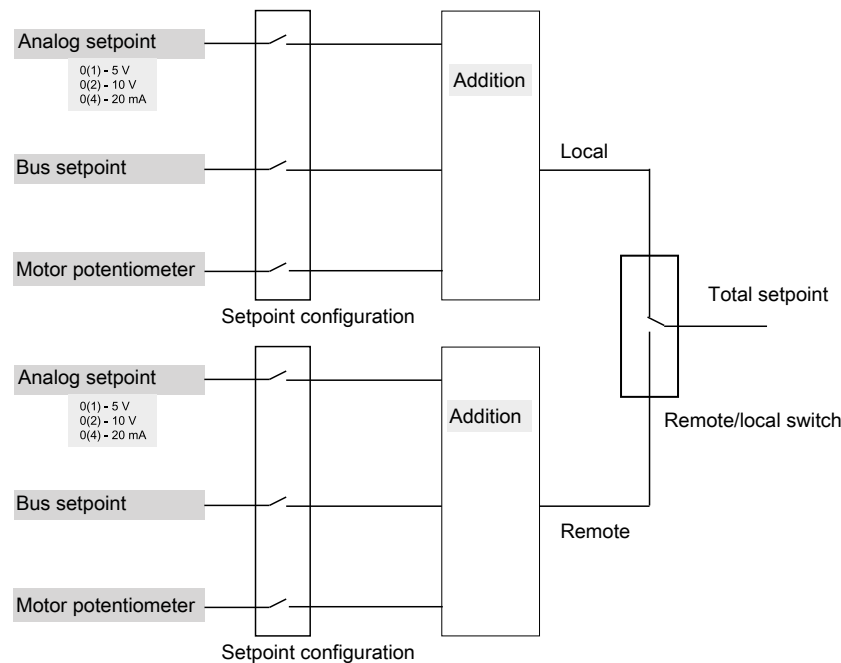 Analog setpoint
0(1) - 5 V
0(2) - 10 V
0(4) - 20 mA
Addition
Local
Bus setpoint
Motor potentiometer
Setpoint configuration
Total setpoint
Remote/local switch
Analog setpoint
0(1) - 5 V
0(2) - 10 V
0(4) - 20 mA
Addition
Bus setpoint
Remote
Motor potentiometer
Setpoint configuration